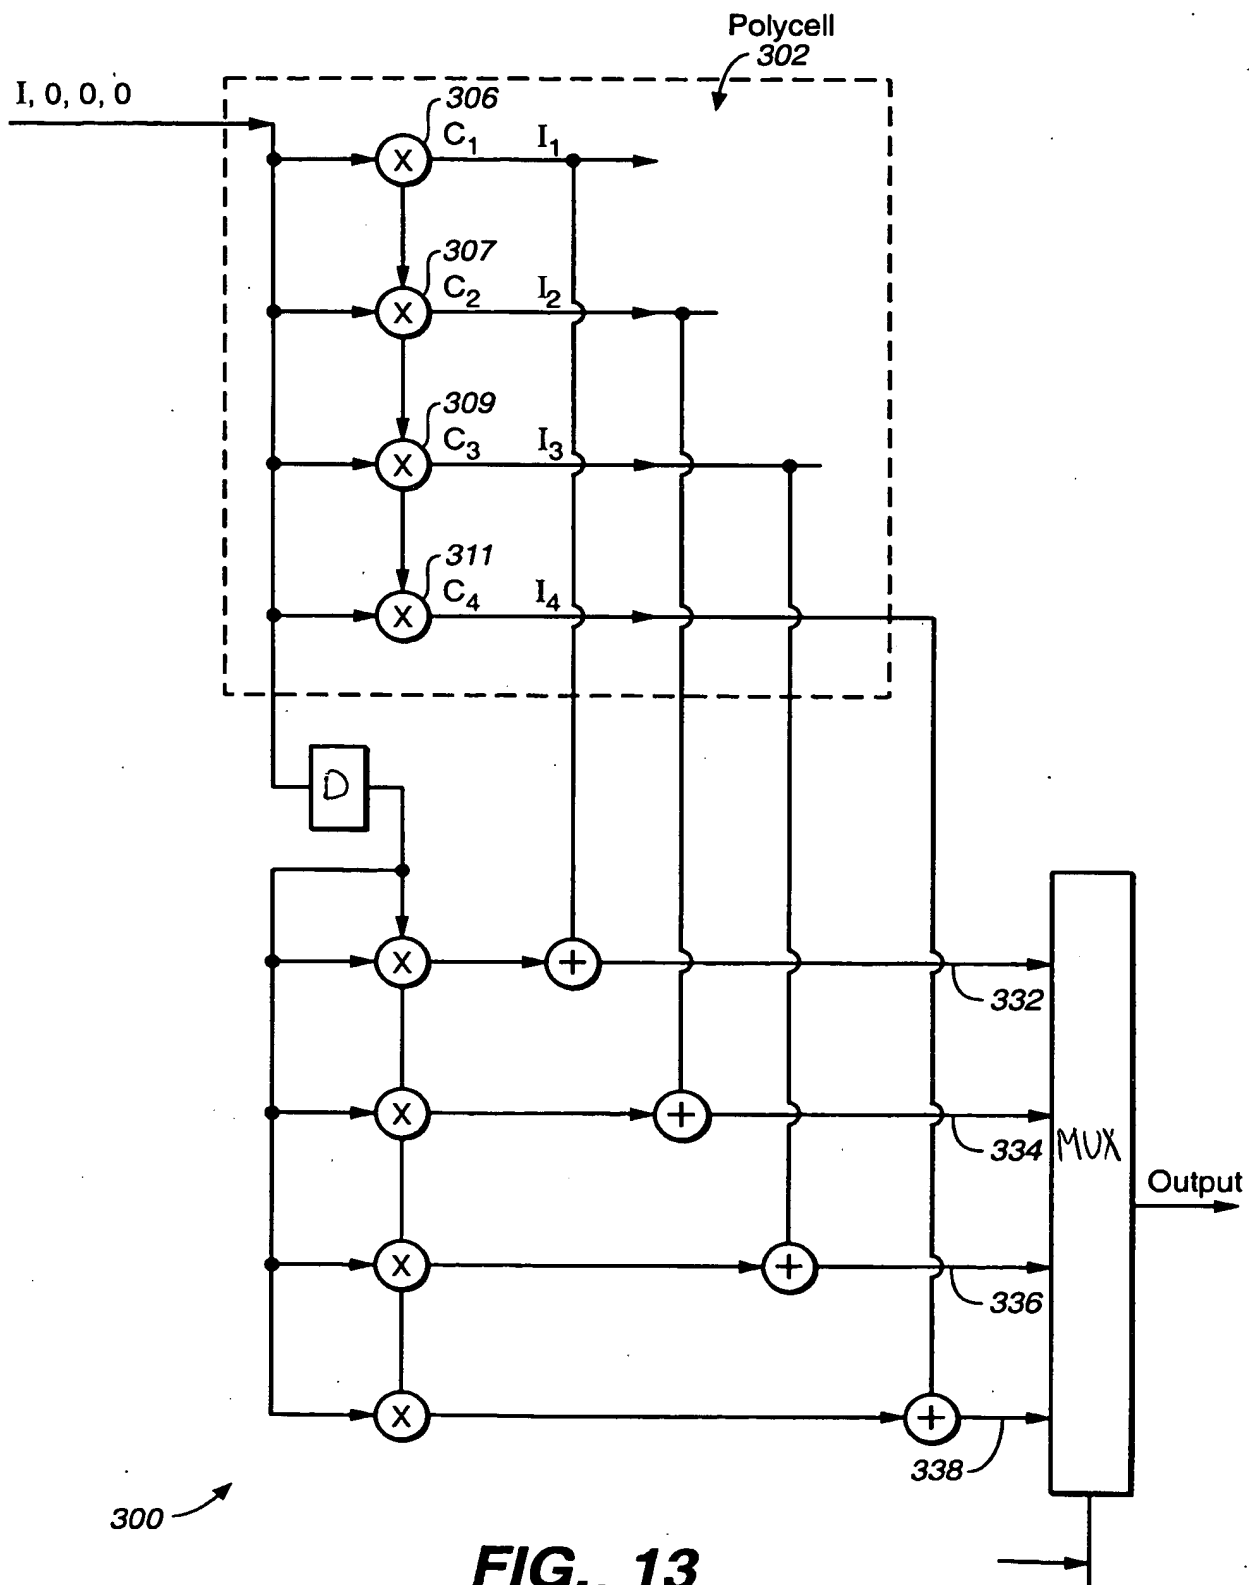 Polycell
302
I, 0, 0, 0
306
C1 I1
X
307
C2 I2
X
309
C3 I3
X
311
C4 I4
X
D
X + 332
X + 334
MUX
Output
X + 336
X + 338
300
FIG._13